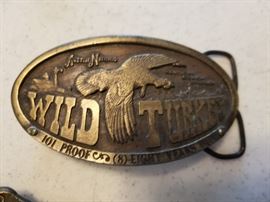 Austin Nichols
WILD TURKEY
101 PROOF (8)-EIGHT YEARS